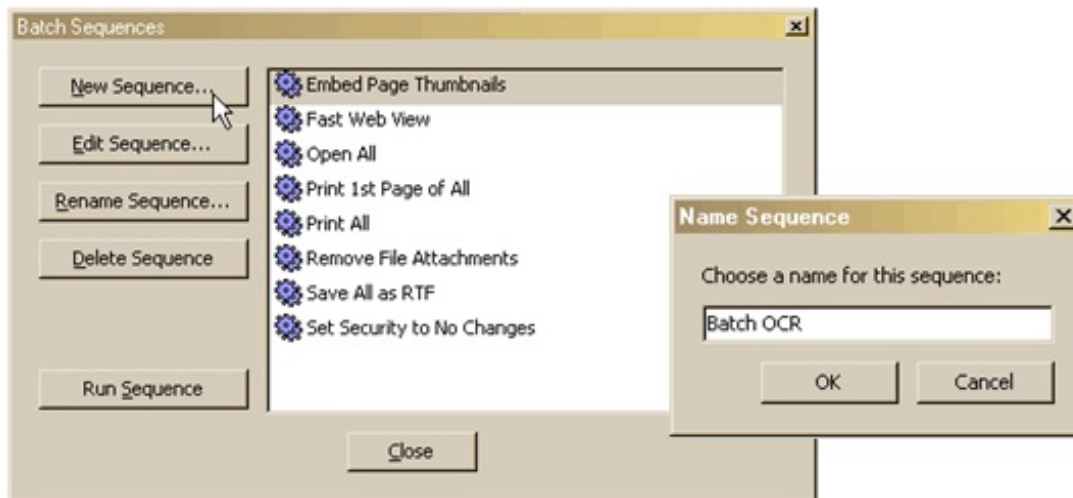 Batch Sequences
New Sequence...
Edit Sequence...
Rename Sequence...
Delete Sequence
Run Sequence
Embed Page Thumbnails
Fast Web View
Open All
Print 1st Page of All
Print All
Remove File Attachments
Save All as RTF
Set Security to No Changes
Close
Name Sequence
Choose a name for this sequence:
Batch OCR
OK
Cancel